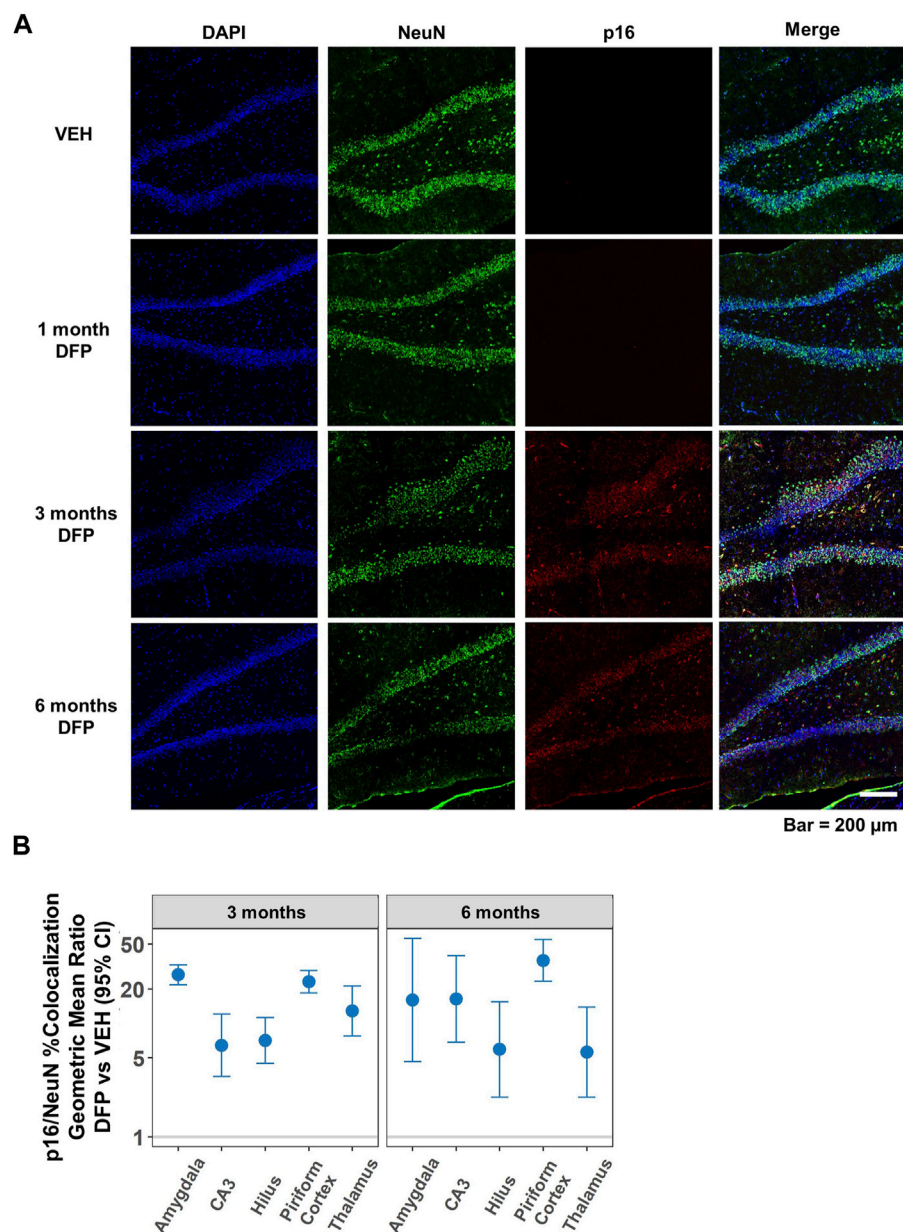 A
DAPI
NeuN
p16
Merge
VEH
1 month
DFP
3 months
DFP
6 months
DFP
Bar = 200 µm
B
p16/NeuN %Colocalization
Geometric Mean Ratio
DFP vs VEH (95% CI)
3 months
6 months
50
20
5
1
Amygdala
CA3
Hilus
Piriform
Cortex
Thalamus
Amygdala
CA3
Hilus
Piriform
Cortex
Thalamus